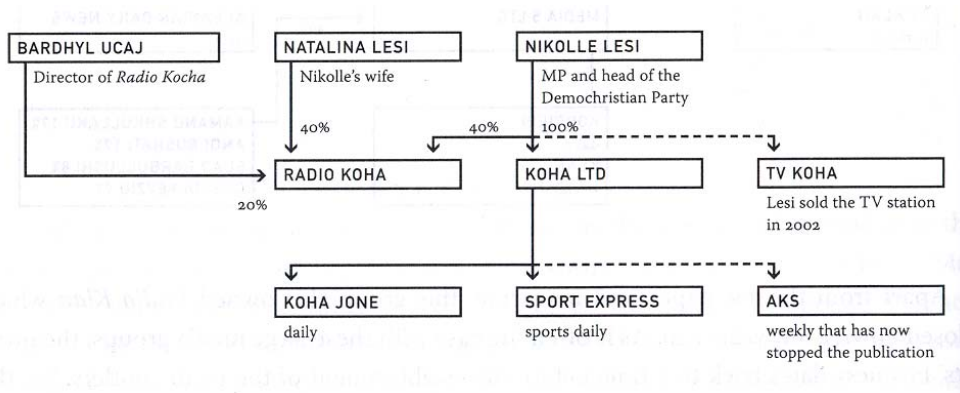 BARDHYL UCAJ
Director of Radio Kocha
NATALINA LESI
Nikolle's wife
NIKOLLE LESI
MP and head of the
Demochristian Party
40%
40%
100%
20%
RADIO KOHA
KOHA LTD
TV KOHA
Lesi sold the TV station
in 2002
KOHA JONE
daily
SPORT EXPRESS
sports daily
AKS
weekly that has now
stopped the publication